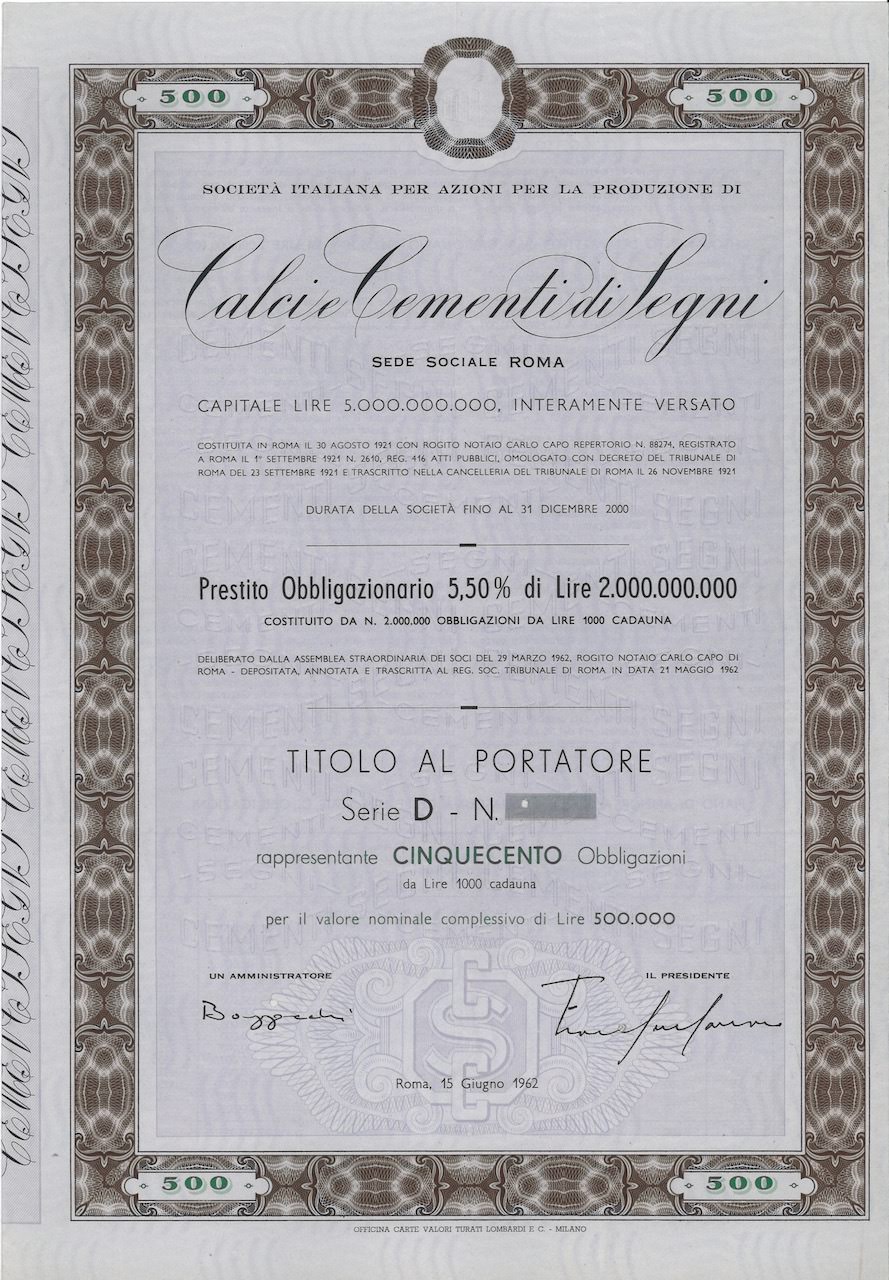 500 500
SOCIETÀ ITALIANA PER AZIONI PER LA PRODUZIONE DI
Calci e Cementi di Segni
SEDE SOCIALE ROMA
CAPITALE LIRE 5.000.000.000, INTERAMENTE VERSATO
COSTITUITA IN ROMA IL 30 AGOSTO 1921 CON ROGITO NOTAIO CARLO CAPO REPERTORIO N. 88274, REGISTRATO
A ROMA IL 1° SETTEMBRE 1921 N. 2610, REG. 416 ATTI PUBBLICI, OMOLOGATO CON DECRETO DEL TRIBUNALE DI
ROMA DEL 23 SETTEMBRE 1921 E TRASCRITTO NELLA CANCELLERIA DEL TRIBUNALE DI ROMA IL 26 NOVEMBRE 1921
DURATA DELLA SOCIETÀ FINO AL 31 DICEMBRE 2000
Prestito Obbligazionario 5,50% di Lire 2.000.000.000
COSTITUITO DA N. 2.000.000 OBBLIGAZIONI DA LIRE 1000 CADAUNA
DELIBERATO DALLA ASSEMBLEA STRAORDINARIA DEI SOCI DEL 29 MARZO 1962, ROGITO NOTAIO CARLO CAPO DI
ROMA - DEPOSITATA, ANNOTATA E TRASCRITTA AL REG. SOC. TRIBUNALE DI ROMA IN DATA 21 MAGGIO 1962
TITOLO AL PORTATORE
Serie D - N.
rappresentante CINQUECENTO Obbligazioni
da Lire 1000 cadauna
per il valore nominale complessivo di Lire 500.000
UN AMMINISTRATORE IL PRESIDENTE
Roma, 15 Giugno 1962
500 500
OFFICINA CARTE VALORI TURATI LOMBARDI E C. - MILANO